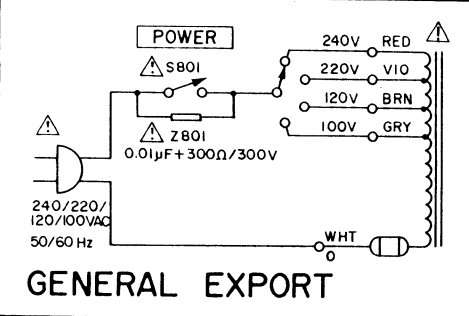 POWER
S801
Z801
0.01μF+300Ω/300V
240V RED
220V VIO
120V BRN
100V GRY
240/220/
120/100VAC
50/60 Hz
WHT
0
GENERAL EXPORT